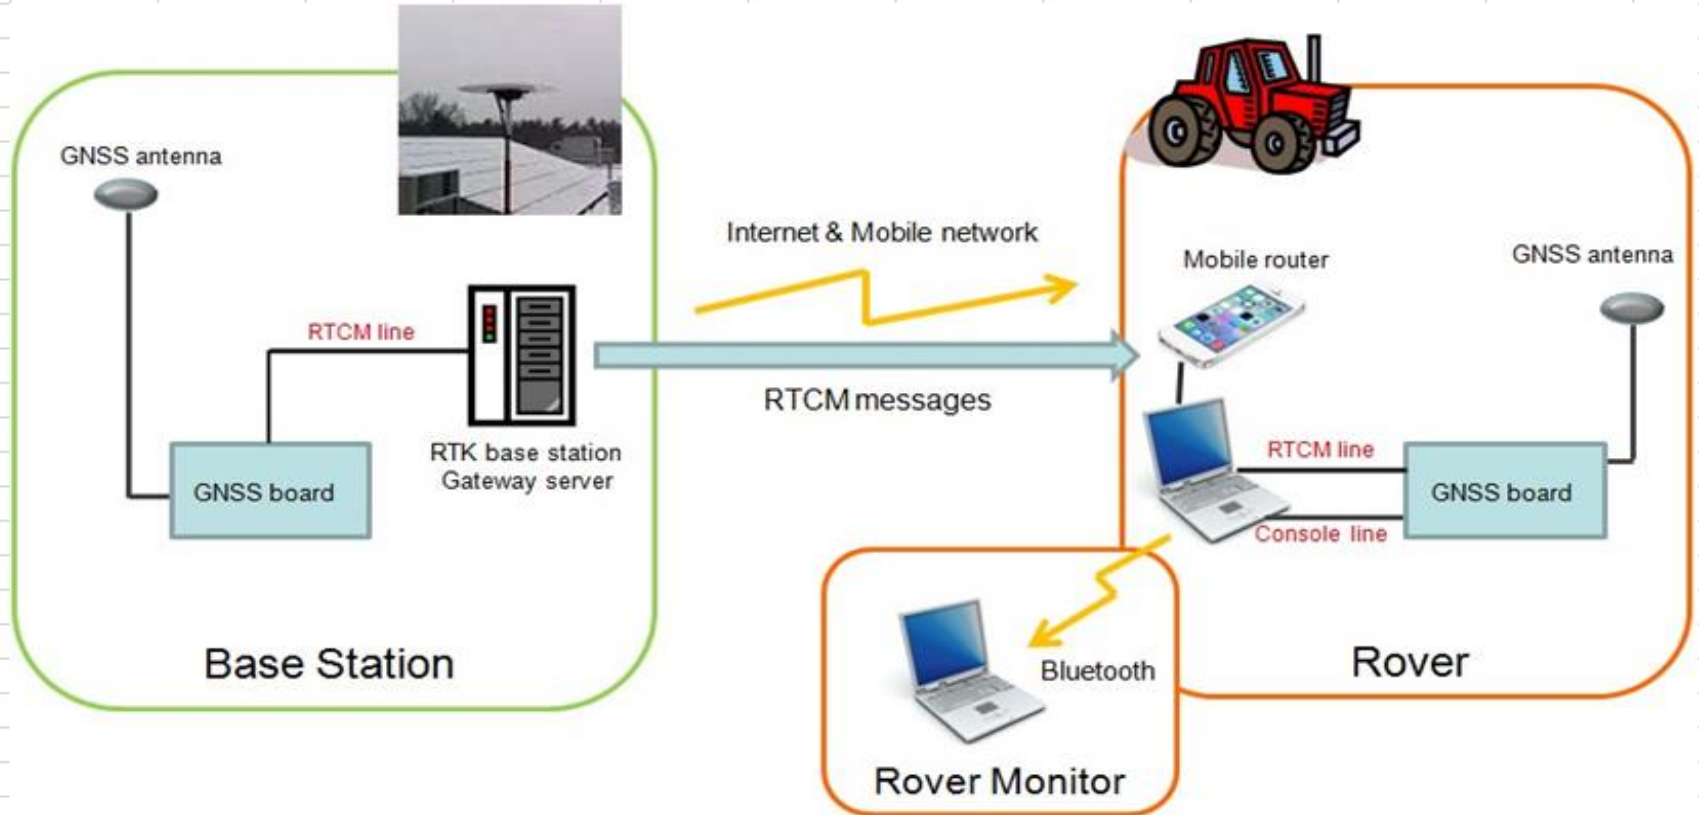 GNSS antenna
RTCM line
RTK base station
Gateway server
GNSS board
Base Station
Internet & Mobile network
RTCM messages
Mobile router
GNSS antenna
RTCM line
GNSS board
Console line
Rover
Bluetooth
Rover Monitor